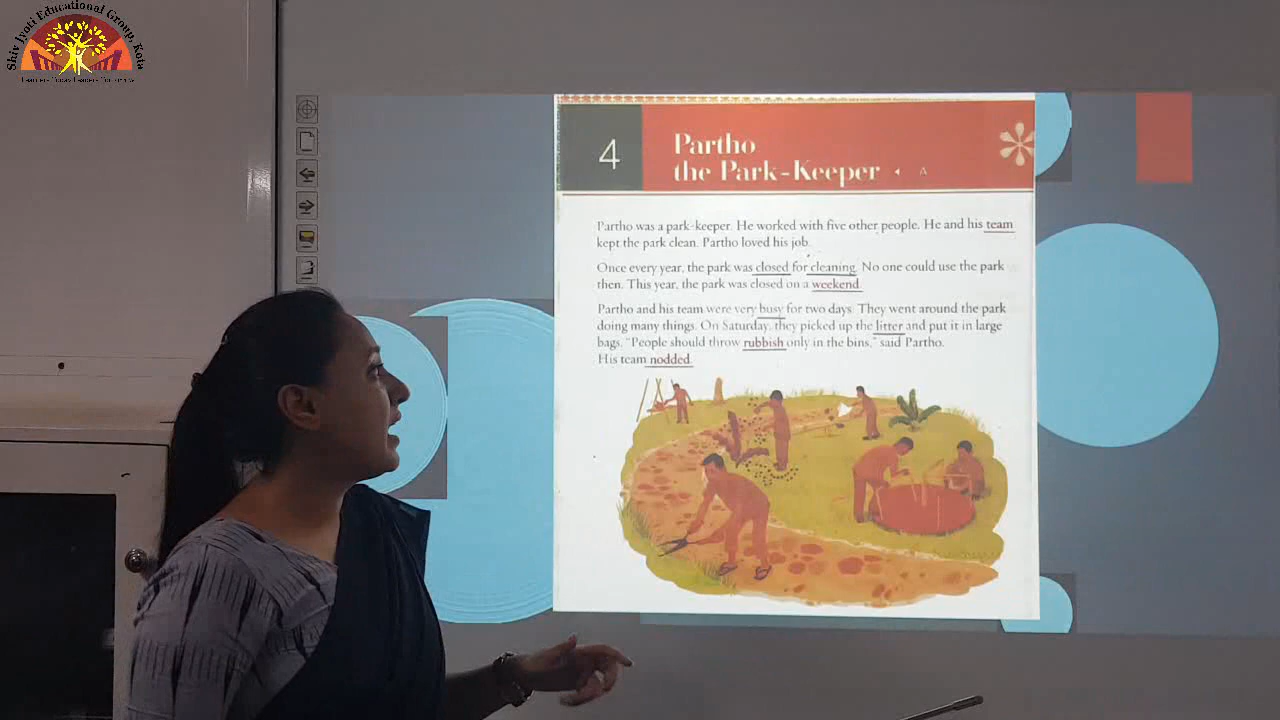 Shiv Jyoti Educational Group, Kota
4
Partho
the Park-Keeper
A
Partho was a park-keeper. He worked with five other people. He and his team
kept the park clean. Partho loved his job.
Once every year, the park was closed for cleaning. No one could use the park
then. This year, the park was closed on a weekend.
Partho and his team were very busy for two days. They went around the park
doing many things. On Saturday, they picked up the litter and put it in large
bags. “People should throw rubbish only in the bins,” said Partho.
His team nodded.